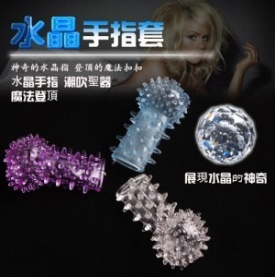 水晶手指套
神奇的水晶指 登頂的魔法扣扣
水晶手指 潮吹聖器
魔法登頂
展現水晶的神奇